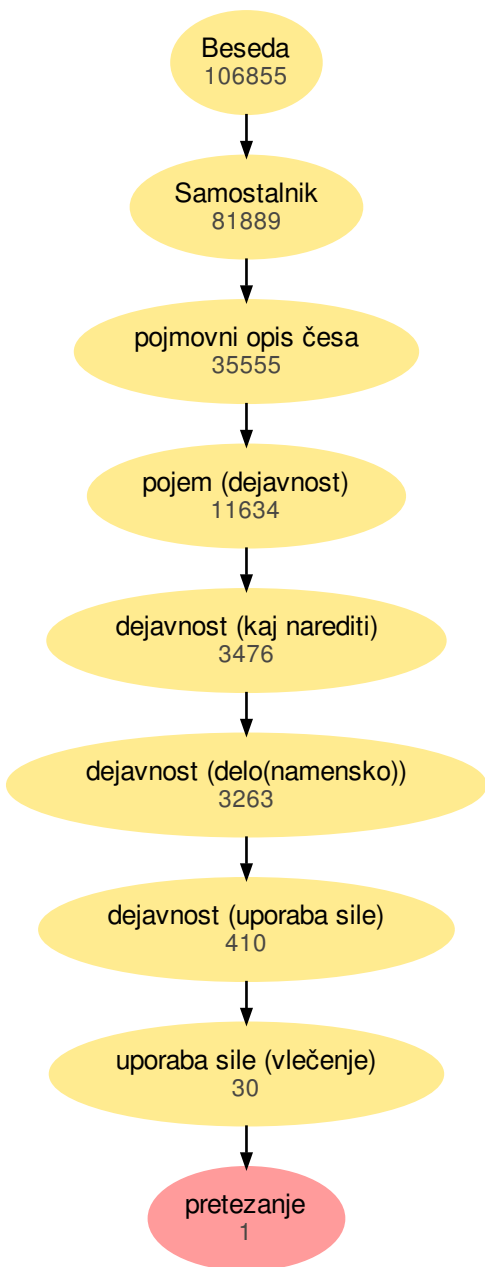 Beseda
106855
Samostalnik
81889
pojmovni opis česa
35555
pojem (dejavnost)
11634
dejavnost (kaj narediti)
3476
dejavnost (delo(namensko))
3263
dejavnost (uporaba sile)
410
uporaba sile (vlečenje)
30
pretezanje
1